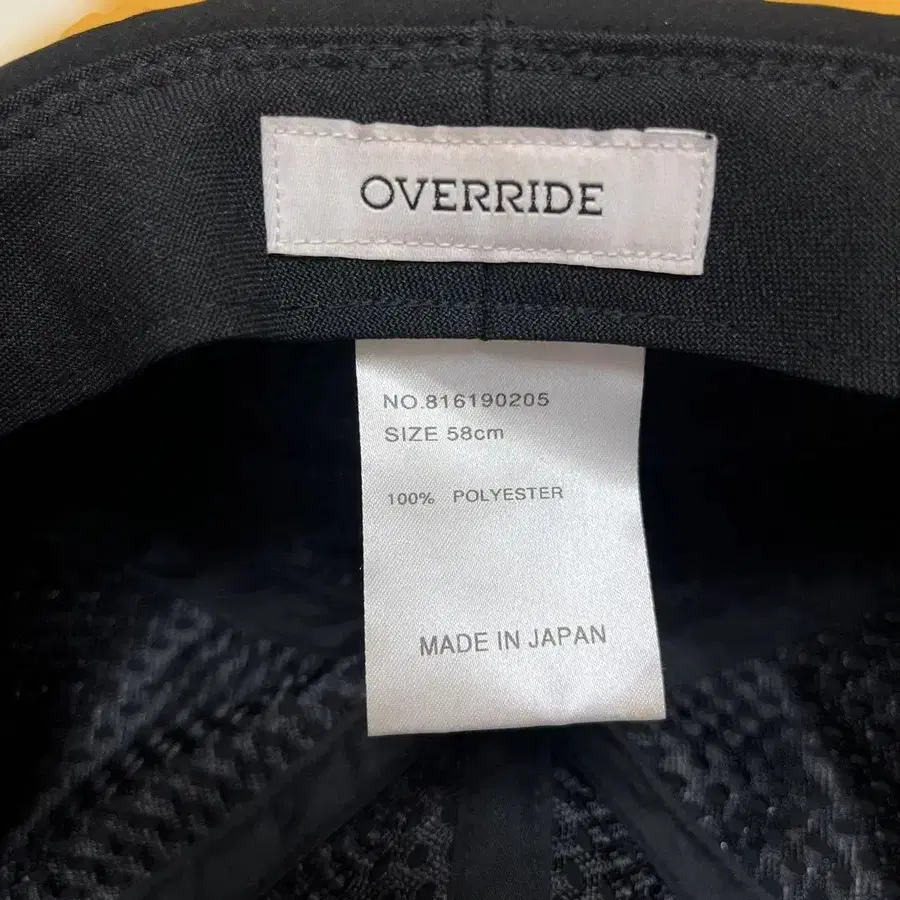 OVERRIDE
NO.816190205
SIZE 58cm
100% POLYESTER
MADE IN JAPAN